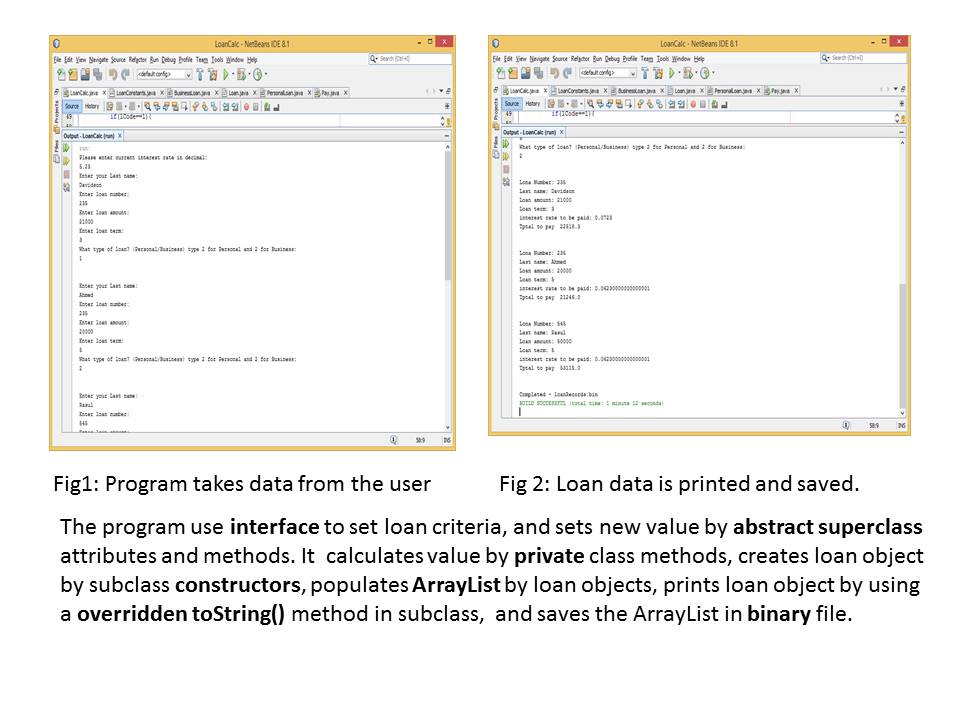 LoanCalc - NetBeans IDE 8.1
File Edit View Navigate Source Refactor Run Debug Profile Team Tools Window Help
Search (Ctrl+I)
<default config>
LoanCalc.java x LoanConstants.java x BusinessLoan.java x Loan.java x PersonalLoan.java x Pay.java x
Source History
Projects
Files
49 if(lCode==1){
Output - LoanCalc (run) x
run:
Please enter current interest rate in decimal:
5.25
Enter your Last name:
Davidson
Enter loan number:
235
Enter loan amount:
21000
Enter loan term:
3
What type of loan? (Personal/Business) type 2 for Personal and 2 for Business:
1
Enter your Last name:
Ahmed
Enter loan number:
235
Enter loan amount:
20000
Enter loan term:
5
What type of loan? (Personal/Business) type 2 for Personal and 2 for Business:
2
Enter your Last name:
Rasul
Enter loan number:
545
Enter loan amount:
58:9 INS
LoanCalc - NetBeans IDE 8.1
File Edit View Navigate Source Refactor Run Debug Profile Team Tools Window Help
Search (Ctrl+I)
<default config>
LoanCalc.java x LoanConstants.java x BusinessLoan.java x Loan.java x PersonalLoan.java x Pay.java x
Source History
Projects
Files
49 if(lCode==1){
Output - LoanCalc (run) x
What type of loan? (Personal/Business) type 2 for Personal and 2 for Business:
2
Lona Number: 235
Last name: Davidson
Loan amount: 21000
Loan term: 3
interest rate to be paid: 0.0725
Tptal to pay 22518.3
Lona Number: 235
Last name: Ahmed
Loan amount: 20000
Loan term: 5
interest rate to be paid: 0.06230000000000001
Tptal to pay 21246.0
Lona Number: 545
Last name: Rasul
Loan amount: 50000
Loan term: 5
interest rate to be paid: 0.06230000000000001
Tptal to pay 53115.0
Completed - loanRecords.bin
BUILD SUCCESSFUL (total time: 1 minute 12 seconds)
58:9 INS
Fig1: Program takes data from the user
Fig 2: Loan data is printed and saved.
The program use interface to set loan criteria, and sets new value by abstract superclass
attributes and methods. It calculates value by private class methods, creates loan object
by subclass constructors, populates ArrayList by loan objects, prints loan object by using
a overridden toString() method in subclass, and saves the ArrayList in binary file.